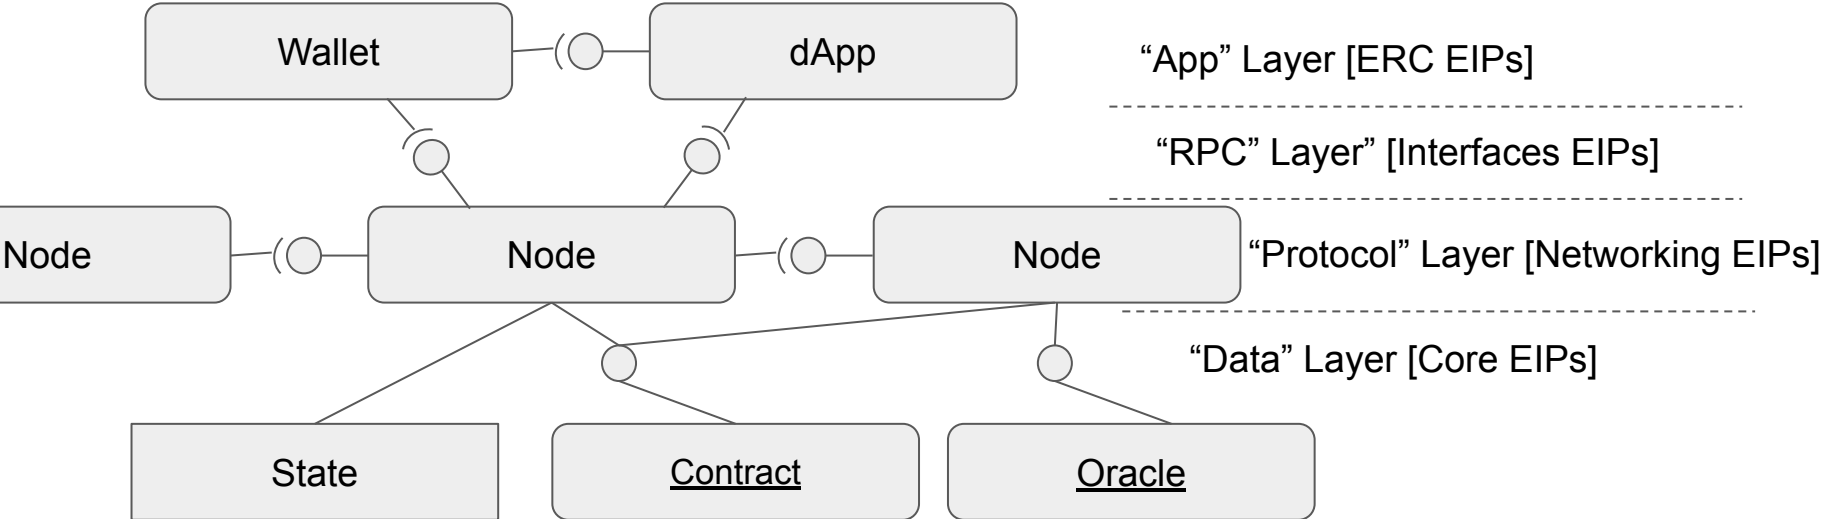 Wallet
dApp
“App” Layer [ERC EIPs]
“RPC” Layer” [Interfaces EIPs]
Node
Node
Node
“Protocol” Layer [Networking EIPs]
“Data” Layer [Core EIPs]
State
Contract
Oracle